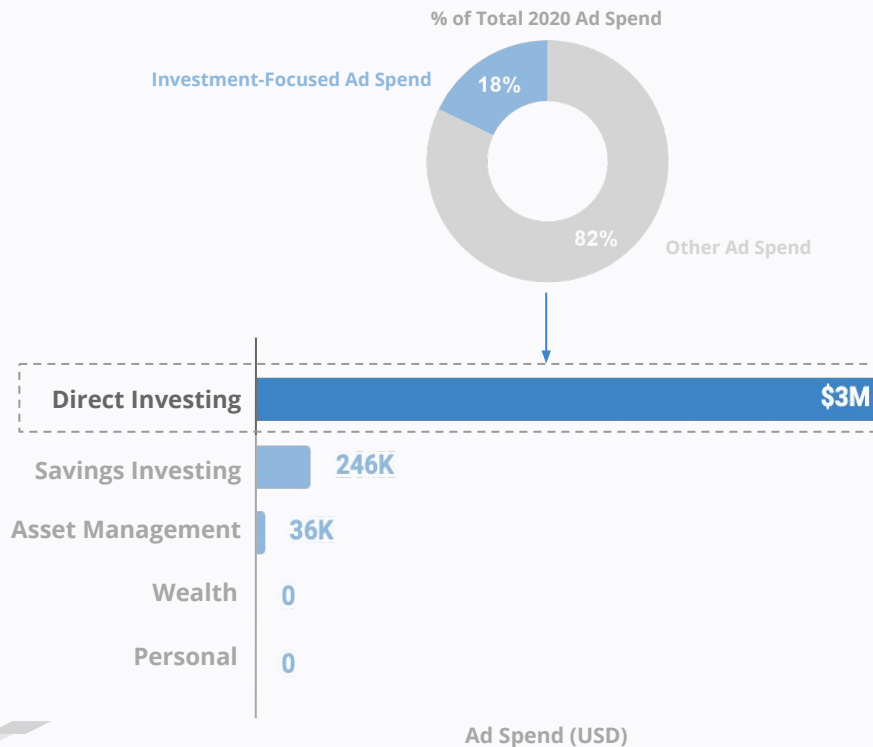 % of Total 2020 Ad Spend
Investment-Focused Ad Spend
18%
82%
Other Ad Spend
Direct Investing
$3M
Savings Investing
246K
Asset Management
36K
Wealth
0
Personal
0
Ad Spend (USD)